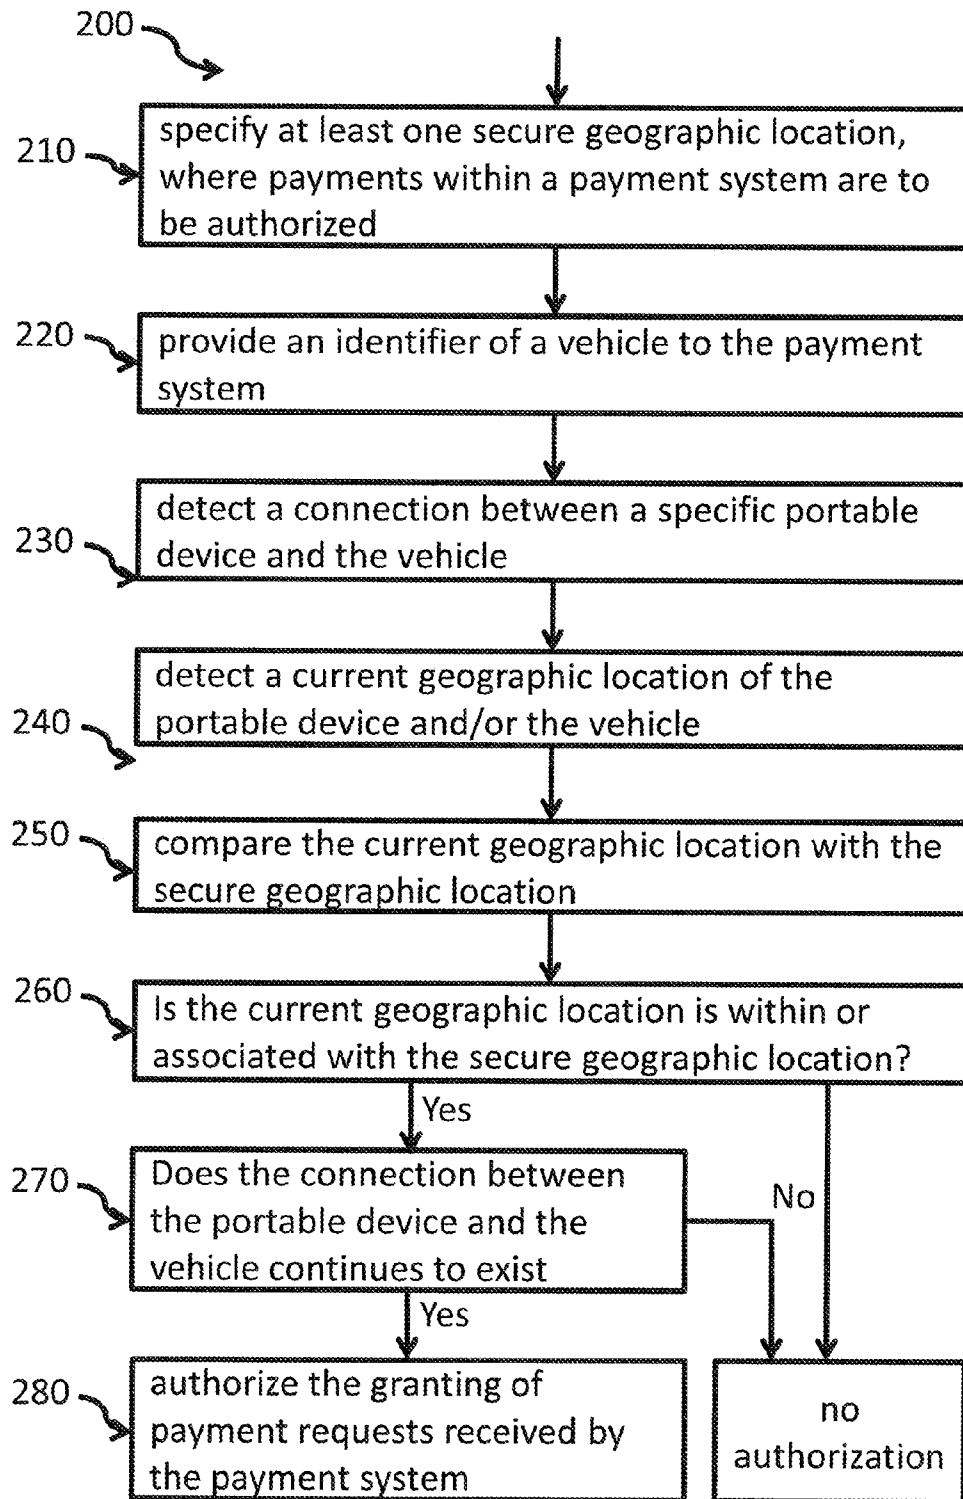 200
210
specify at least one secure geographic location,
where payments within a payment system are to
be authorized
220
provide an identifier of a vehicle to the payment
system
230
detect a connection between a specific portable
device and the vehicle
240
detect a current geographic location of the
portable device and/or the vehicle
250
compare the current geographic location with the
secure geographic location
260
Is the current geographic location is within or
associated with the secure geographic location?
Yes
No
270
Does the connection between
the portable device and the
vehicle continues to exist
Yes
280
authorize the granting of
payment requests received by
the payment system
no
authorization